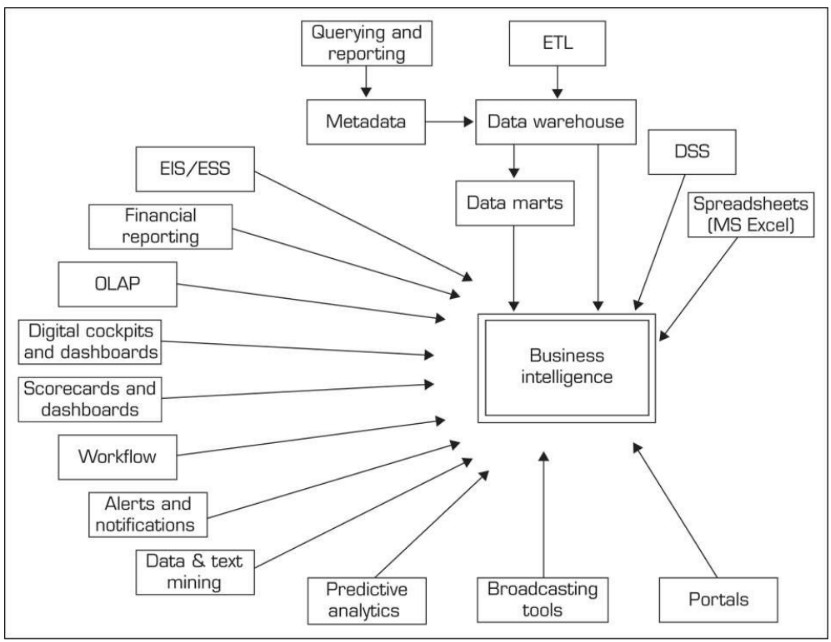 Querying and
reporting
ETL
Metadata
Data warehouse
DSS
EIS/ESS
Data marts
Spreadsheets
(MS Excel)
Financial
reporting
OLAP
Digital cockpits
and dashboards
Business
intelligence
Scorecards and
dashboards
Workflow
Alerts and
notifications
Data & text
mining
Predictive
analytics
Broadcasting
tools
Portals